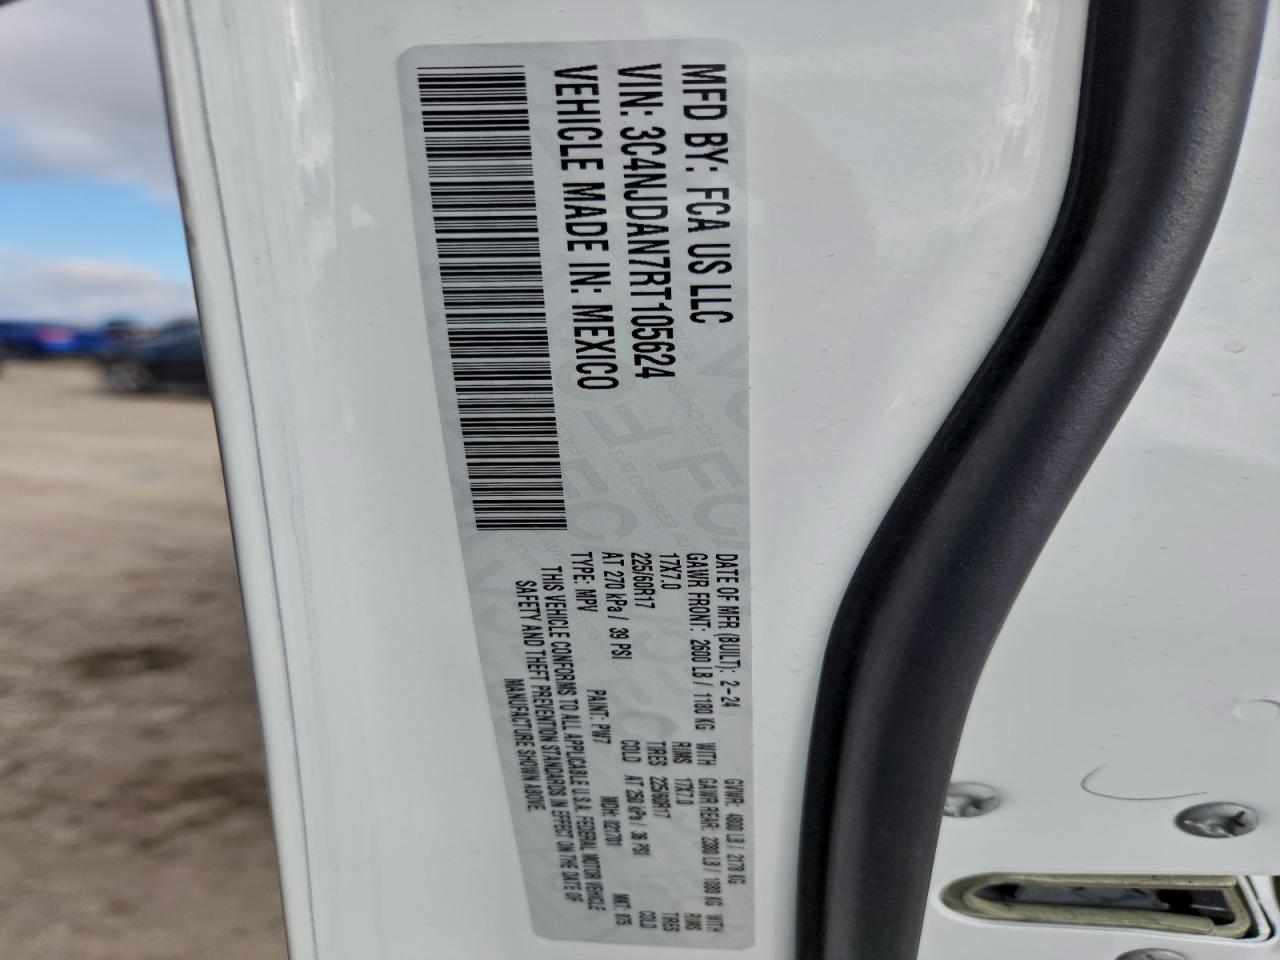 MFD BY: FCA US LLC
VIN: 3C4NJDAN7RT105624
VEHICLE MADE IN: MEXICO
DATE OF MFR (BUILT): 2-24 GVWR: 4800 LB / 2178 KG
GAWR FRONT: 2600 LB / 1180 KG WITH GAWR REAR: 2380 LB / 1080 KG WITH
17X7.0 RIMS 17X7.0 RIMS
225/60R17 TIRES 225/60R17 TIRES
AT 270 kPa / 39 PSI COLD AT 250 kPa / 36 PSI COLD
TYPE: MPV PAINT: PW7 MDH: 021701 MNT: 875
THIS VEHICLE CONFORMS TO ALL APPLICABLE U.S.A. FEDERAL MOTOR VEHICLE
SAFETY AND THEFT PREVENTION STANDARDS IN EFFECT ON THE DATE OF
MANUFACTURE SHOWN ABOVE.